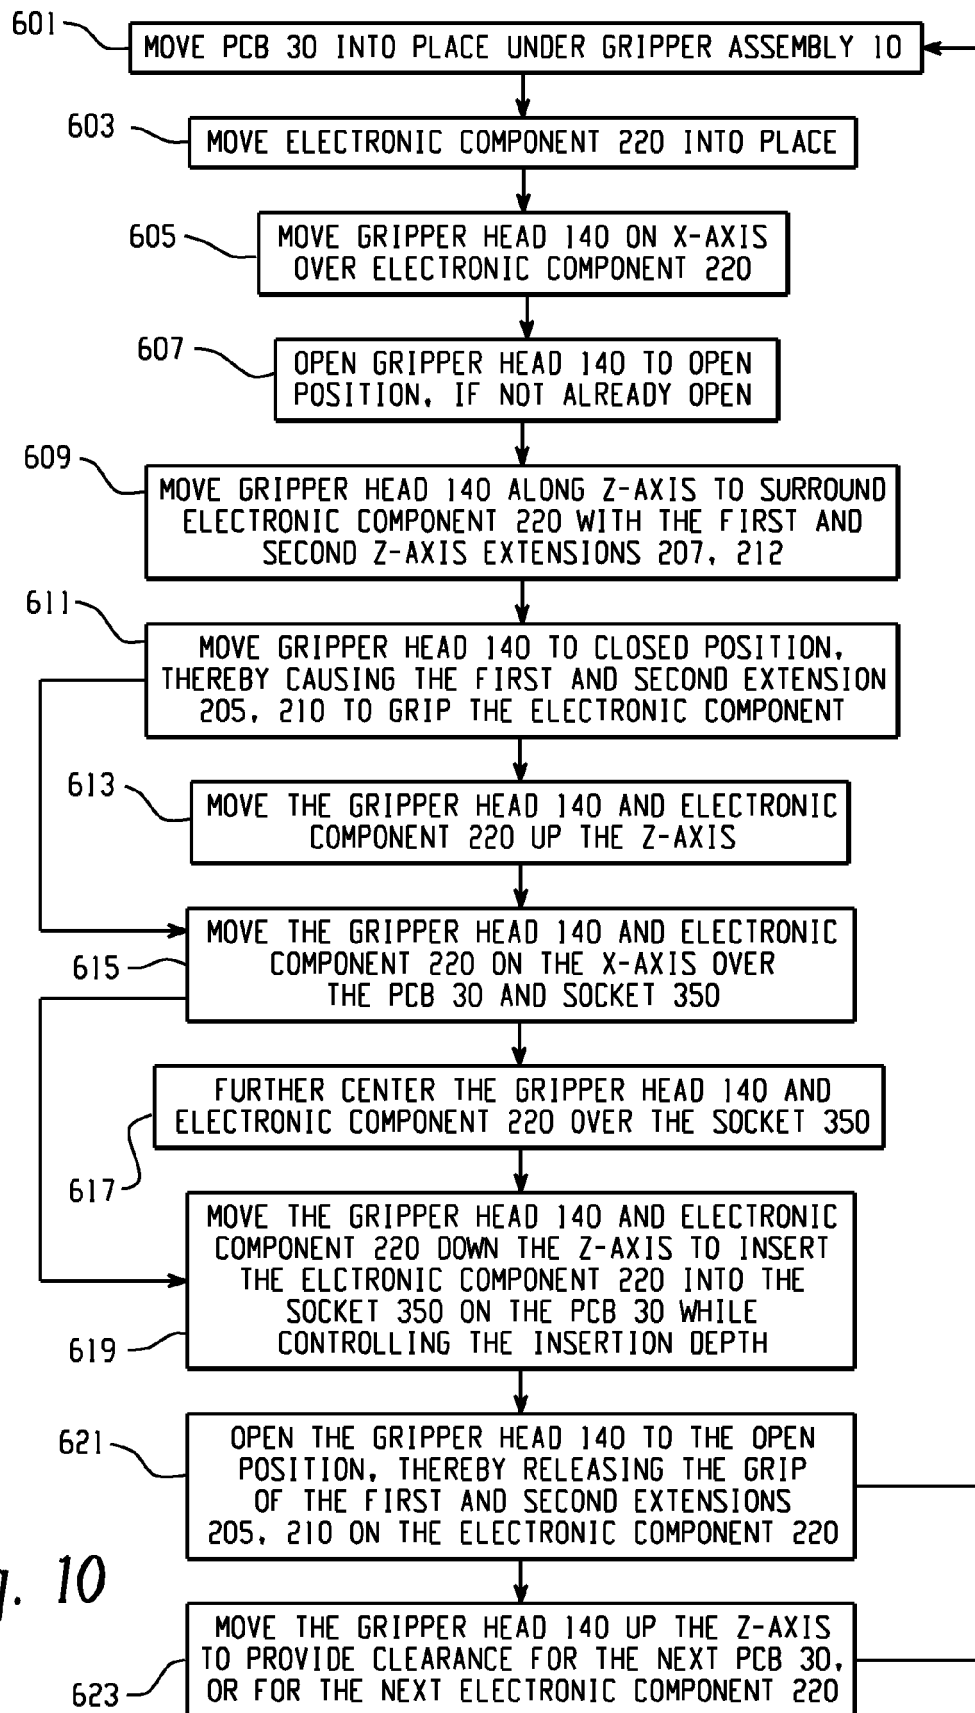 601
MOVE PCB 30 INTO PLACE UNDER GRIPPER ASSEMBLY 10
603
MOVE ELECTRONIC COMPONENT 220 INTO PLACE
605
MOVE GRIPPER HEAD 140 ON X-AXIS
OVER ELECTRONIC COMPONENT 220
607
OPEN GRIPPER HEAD 140 TO OPEN
POSITION, IF NOT ALREADY OPEN
609
MOVE GRIPPER HEAD 140 ALONG Z-AXIS TO SURROUND
ELECTRONIC COMPONENT 220 WITH THE FIRST AND
SECOND Z-AXIS EXTENSIONS 207, 212
611
MOVE GRIPPER HEAD 140 TO CLOSED POSITION,
THEREBY CAUSING THE FIRST AND SECOND EXTENSION
205, 210 TO GRIP THE ELECTRONIC COMPONENT
613
MOVE THE GRIPPER HEAD 140 AND ELECTRONIC
COMPONENT 220 UP THE Z-AXIS
MOVE THE GRIPPER HEAD 140 AND ELECTRONIC
COMPONENT 220 ON THE X-AXIS OVER
THE PCB 30 AND SOCKET 350
615
FURTHER CENTER THE GRIPPER HEAD 140 AND
ELECTRONIC COMPONENT 220 OVER THE SOCKET 350
617
MOVE THE GRIPPER HEAD 140 AND ELECTRONIC
COMPONENT 220 DOWN THE Z-AXIS TO INSERT
THE ELCTRONIC COMPONENT 220 INTO THE
SOCKET 350 ON THE PCB 30 WHILE
CONTROLLING THE INSERTION DEPTH
619
621
OPEN THE GRIPPER HEAD 140 TO THE OPEN
POSITION, THEREBY RELEASING THE GRIP
OF THE FIRST AND SECOND EXTENSIONS
205, 210 ON THE ELECTRONIC COMPONENT 220
g. 10
MOVE THE GRIPPER HEAD 140 UP THE Z-AXIS
TO PROVIDE CLEARANCE FOR THE NEXT PCB 30,
OR FOR THE NEXT ELECTRONIC COMPONENT 220
623